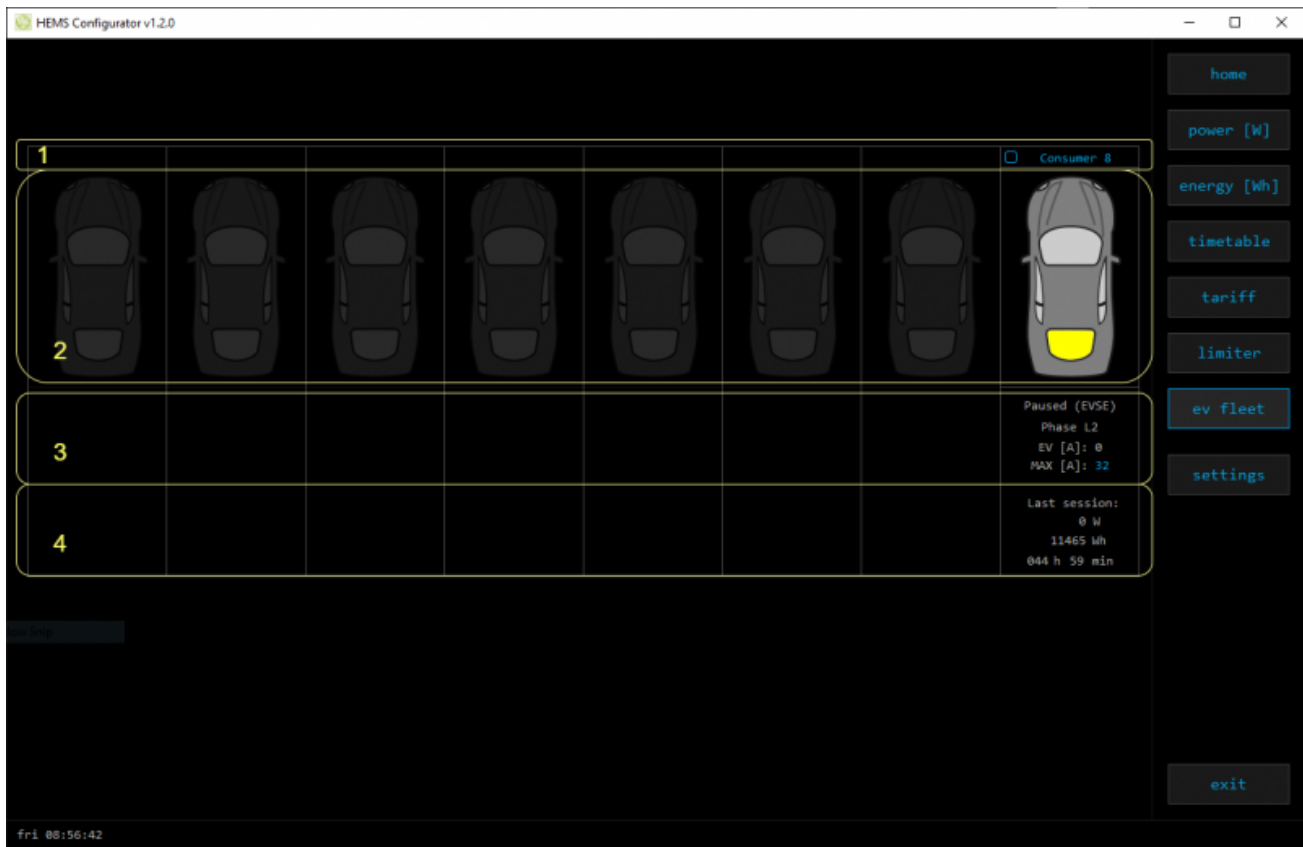 HEMS Configurator v1.2.0
home
power [W]
energy [Wh]
timetable
tariff
limiter
ev fleet
settings
exit
1
Consumer 8
2
3
Paused (EVSE)
Phase L2
EV [A]: 0
MAX [A]: 32
4
Last session:
0 W
11465 Wh
044 h 59 min
Snip
fri 08:56:42